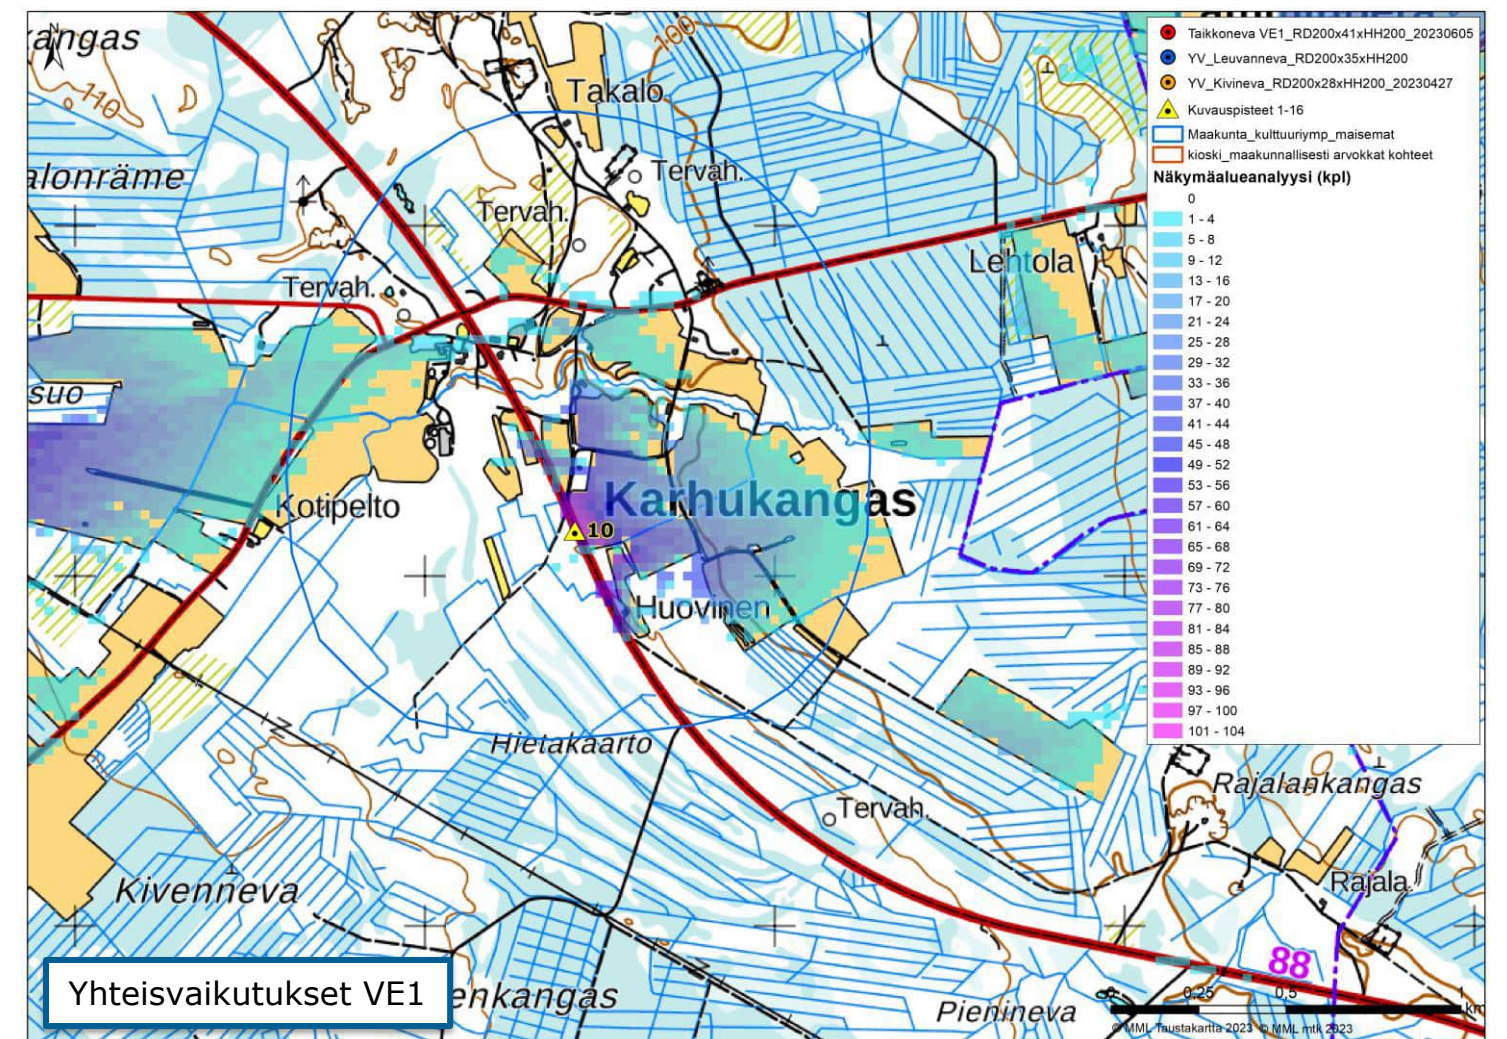 N
kangas
110
100
Takalo
Tervah.
alonräme
Tervah.
Lehtola
Tervah.
suo
Karhukangas
Kotipelto
10
Huovinen
Hietakaarto
Tervah.
Rajalankangas
Rajala
Kivenneva
88
enkangas
Pienineva
Yhteisvaikutukset VE1
Taikkoneva VE1_RD200x41xHH200_20230605
YV_Leuvanneva_RD200x35xHH200
YV_Kivineva_RD200x28xHH200_20230427
Kuvauspisteet 1-16
Maakunta_kulttuuriymp_maisemat
kioski_maakunnallisesti arvokkat kohteet
Näkymäalueanalyysi (kpl)
0
1 - 4
5 - 8
9 - 12
13 - 16
17 - 20
21 - 24
25 - 28
29 - 32
33 - 36
37 - 40
41 - 44
45 - 48
49 - 52
53 - 56
57 - 60
61 - 64
65 - 68
69 - 72
73 - 76
77 - 80
81 - 84
85 - 88
89 - 92
93 - 96
97 - 100
101 - 104
0 0,25 0,5 1
km
© MML Taustakartta 2023 © MML mtk 2023